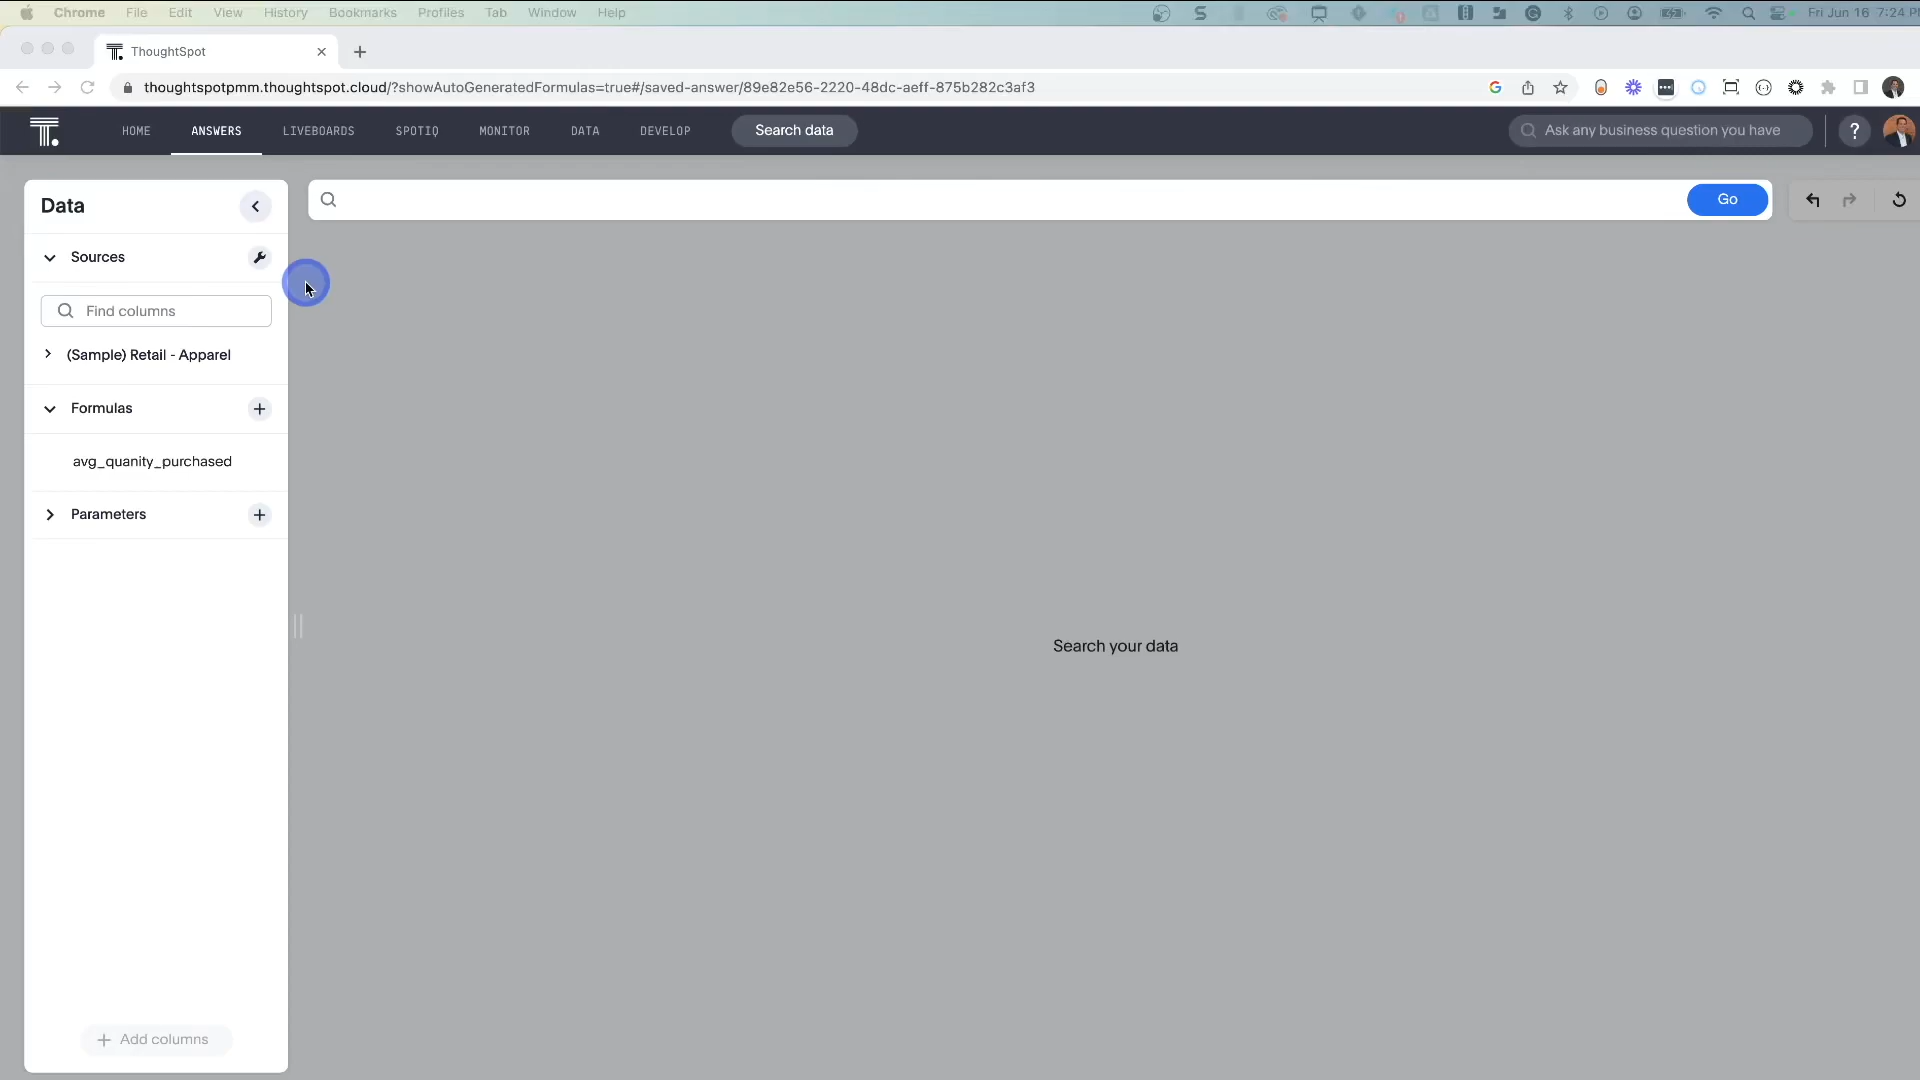 Chrome File Edit View History Bookmarks Profiles Tab Window Help Fri Jun 16 7:24 P
ThoughtSpot
thoughtspotpmm.thoughtspot.cloud/?showAutoGeneratedFormulas=true#/saved-answer/89e82e56-2220-48dc-aeff-875b282c3af3
HOME ANSWERS LIVEBOARDS SPOTIQ MONITOR DATA DEVELOP Search data Ask any business question you have ?
Data
Go
Sources
Find columns
(Sample) Retail - Apparel
Formulas
avg_quanity_purchased
Parameters
Search your data
Add columns